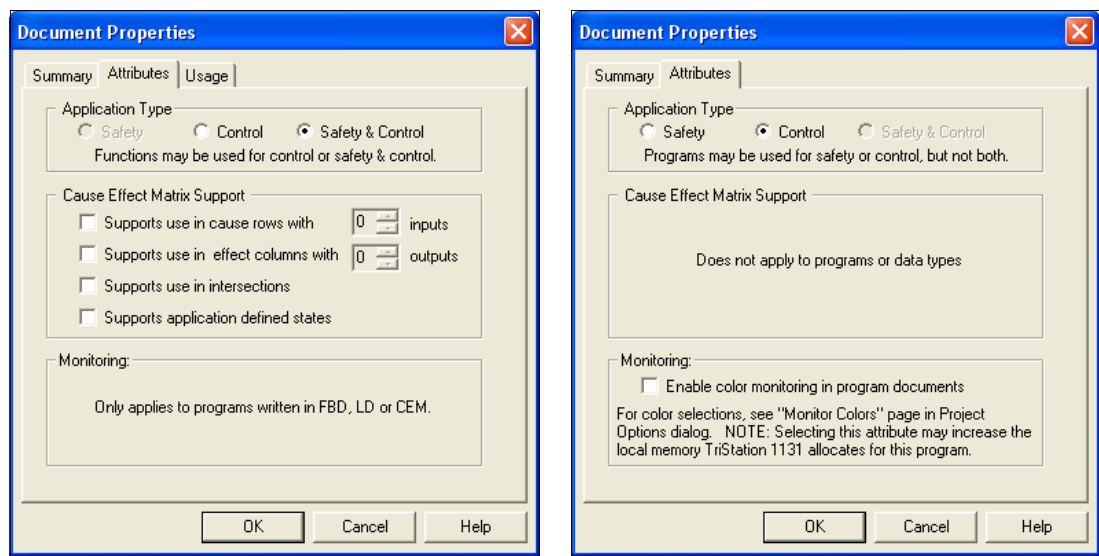 Document Properties
Summary Attributes Usage
Application Type
Safety Control Safety & Control
Functions may be used for control or safety & control.
Cause Effect Matrix Support
Supports use in cause rows with 0 inputs
Supports use in effect columns with 0 outputs
Supports use in intersections
Supports application defined states
Monitoring:
Only applies to programs written in FBD, LD or CEM.
OK Cancel Help
Document Properties
Summary Attributes
Application Type
Safety Control Safety & Control
Programs may be used for safety or control, but not both.
Cause Effect Matrix Support
Does not apply to programs or data types
Monitoring:
Enable color monitoring in program documents
For color selections, see "Monitor Colors" page in Project
Options dialog. NOTE: Selecting this attribute may increase the
local memory TriStation 1131 allocates for this program.
OK Cancel Help